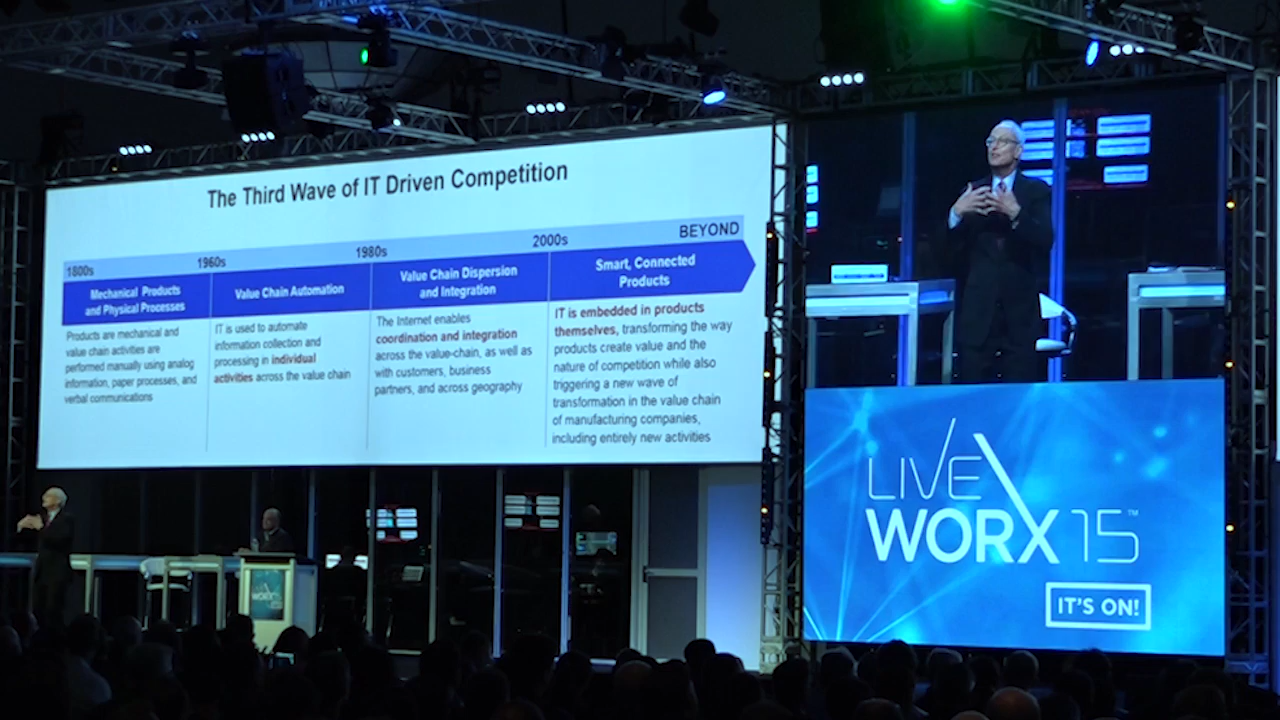 The Third Wave of IT Driven Competition
1800s
1960s
1980s
2000s
BEYOND
Mechanical Products
and Physical Processes
Value Chain Automation
Value Chain Dispersion
and Integration
Smart, Connected
Products
Products are mechanical and
value chain activities are
performed manually using analog
information, paper processes, and
verbal communications
IT is used to automate
information collection and
processing in individual
activities across the value chain
The Internet enables
coordination and integration
across the value-chain, as well as
with customers, business
partners, and across geography
IT is embedded in products
themselves, transforming the way
products create value and the
nature of competition while also
triggering a new wave of
transformation in the value chain
of manufacturing companies,
including entirely new activities
LIVE
WORX 15™
IT'S ON!